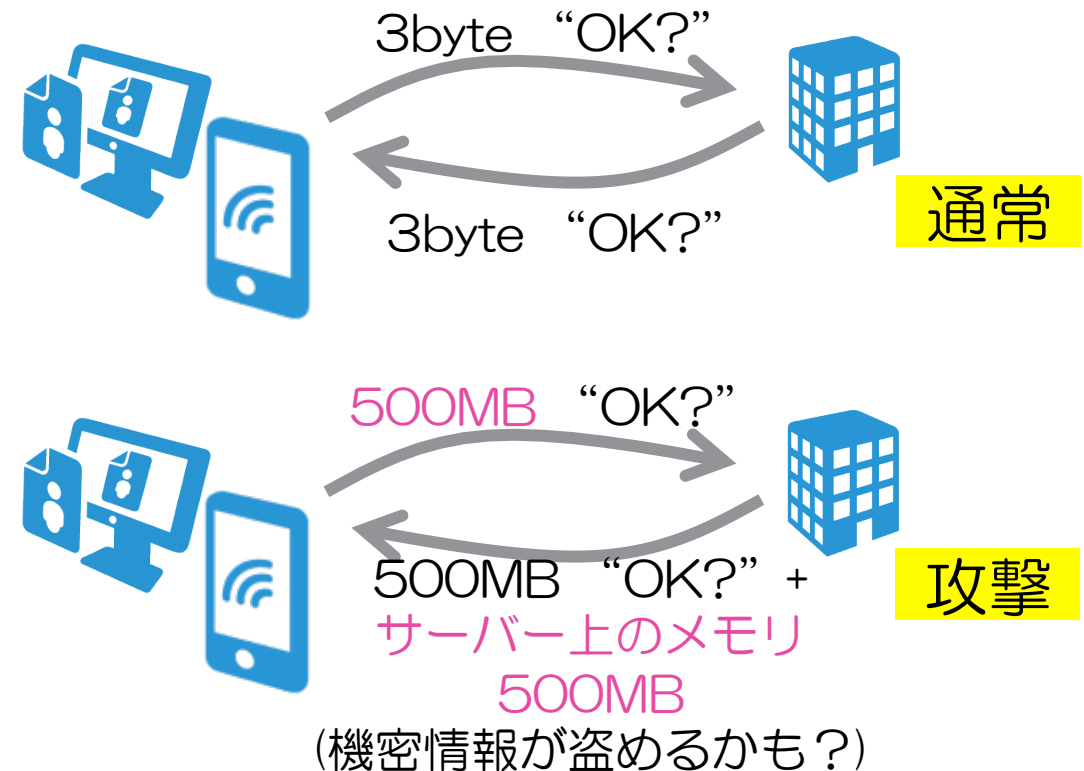 3byte “OK?”
3byte “OK?”
通常
500MB “OK?”
500MB “OK?” +
サーバー上のメモリ
500MB
(機密情報が盗めるかも？)
攻撃